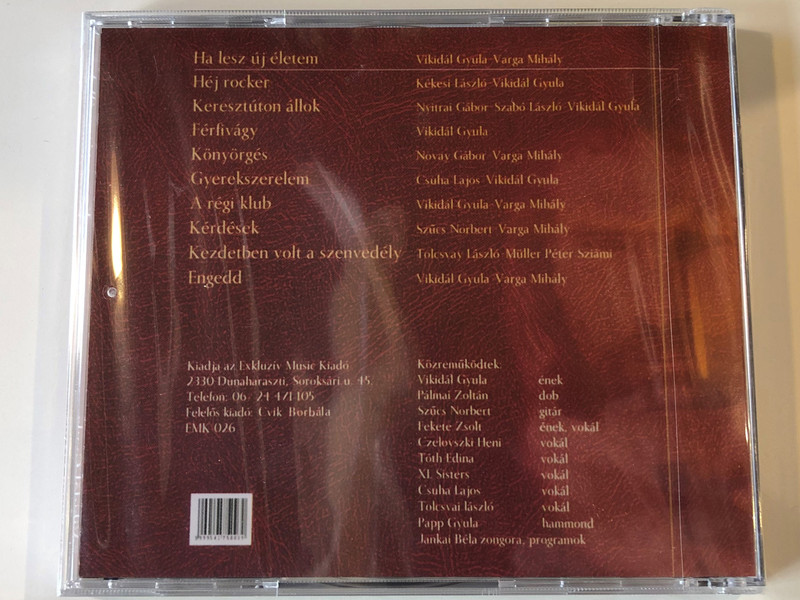 Ha lesz új életem Vikidál Gyula-Varga Mihály
Héj rocker Kékesi László-Vikidál Gyula
Keresztúton állok Nyitrai Gábor-Szabó László-Vikidál Gyula
Férfivágy Vikidál Gyula
Könyörgés Novay Gábor-Varga Mihály
Gyerekszerelem Csuha Lajos-Vikidál Gyula
A régi klub Vikidál Gyula-Varga Mihály
Kérdések Szűcs Norbert-Varga Mihály
Kezdetben volt a szenvedély Tolcsvay László-Müller Péter Sziámi
Engedd Vikidál Gyula-Varga Mihály
Kiadja az Exkluzív Music Kiadó
2330 Dunaharaszti, Soroksári u. 45.
Telefon: 06- 24 471 105
Felelős kiadó: Cvik Borbála
EMK 026
Közreműködtek:
Vikidál Gyula ének
Pálmai Zoltán dob
Szűcs Norbert gitár
Fekete Zsolt ének, vokál
Czelovszki Heni vokál
Tóth Edina vokál
XL Sisters vokál
Csuha Lajos vokál
Tolcsvai lászló vokál
Papp Gyula hammond
Jankai Béla zongora, programok